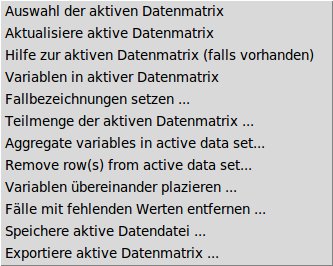 Auswahl der aktiven Datenmatrix
Aktualisiere aktive Datenmatrix
Hilfe zur aktiven Datenmatrix (falls vorhanden)
Variablen in aktiver Datenmatrix
Fallbezeichnungen setzen ...
Teilmenge der aktiven Datenmatrix ...
Aggregate variables in active data set...
Remove row(s) from active data set...
Variablen übereinander plazieren ...
Fälle mit fehlenden Werten entfernen ...
Speichere aktive Datendatei ...
Exportiere aktive Datenmatrix ...